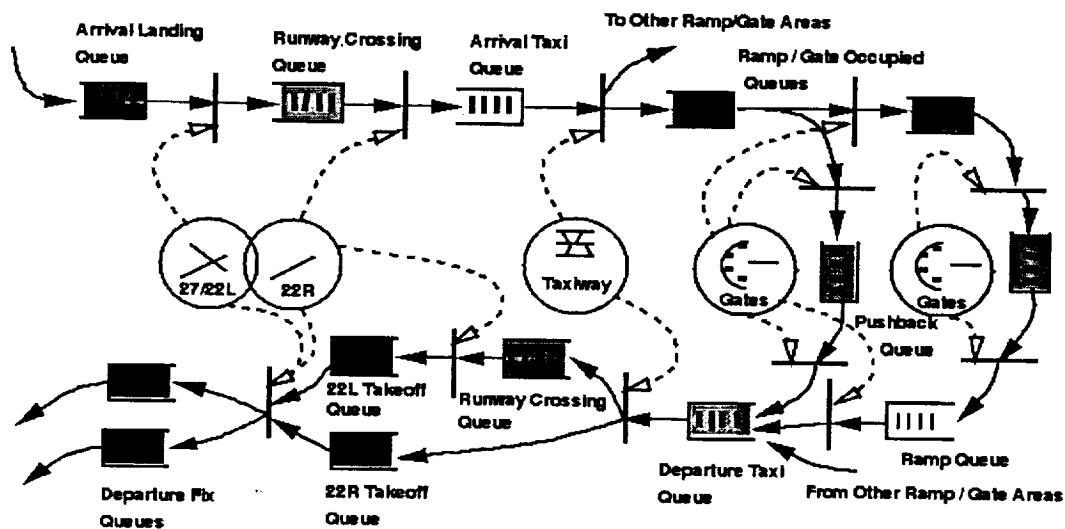 To Other Ramp/Gate Areas
Arrival Landing
Queue
Runway Crossing
Queue
Arrival Taxi
Queue
Ramp / Gate Occupied
Queues
27/22L
22R
Taxiway
Gates
Gates
Pushback
Queue
22L Takeoff
Queue
Runway Crossing
Queue
Departure Taxi
Queue
Ramp Queue
From Other Ramp / Gate Areas
Departure Fix
Queues
22R Takeoff
Queue